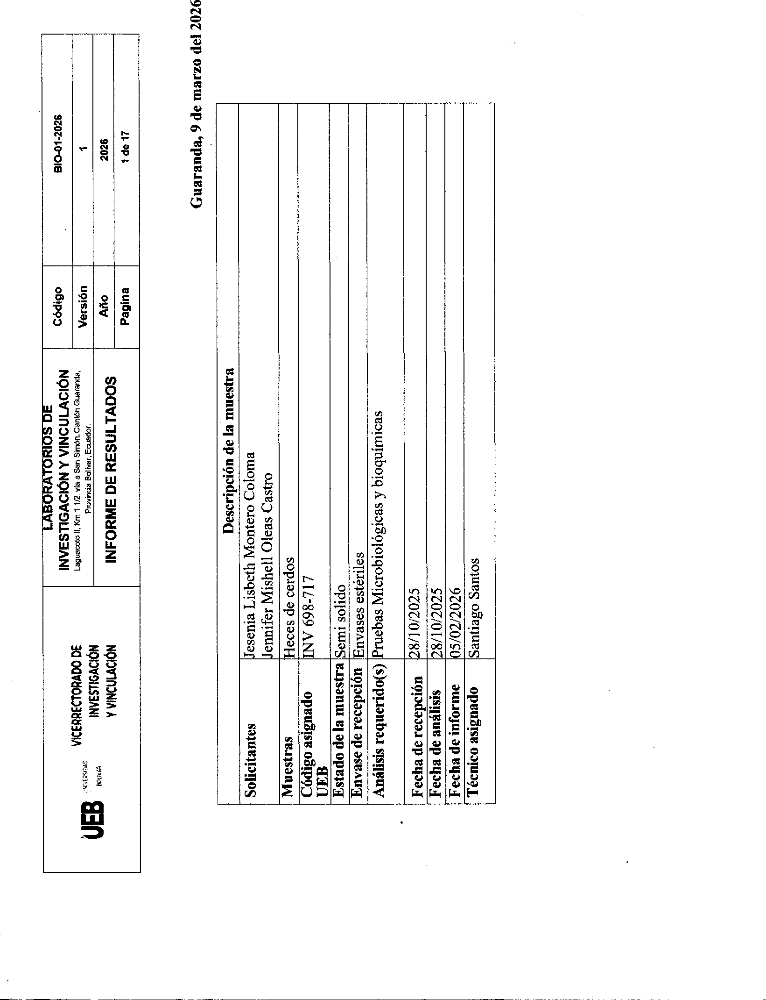 UEB
UNIVERSIDAD
BOLÍVAR
VICERRECTORADO DE
INVESTIGACIÓN
Y VINCULACIÓN
LABORATORIOS DE
INVESTIGACIÓN Y VINCULACIÓN
Laguacoto II, Km 1 1/2, vía a San Simón, Cantón Guaranda,
Provincia Bolívar, Ecuador.
INFORME DE RESULTADOS
Código BIO-01-2026
Versión 1
Año 2026
Pagina 1 de 17
Guaranda, 9 de marzo del 2026
Descripción de la muestra
Solicitantes Jesenia Lisbeth Montero Coloma
Jennifer Mishell Oleas Castro
Muestras Heces de cerdos
Código asignado INV 698-717
UEB
Estado de la muestra Semi solido
Envase de recepción Envases estériles
Análisis requerido(s) Pruebas Microbiológicas y bioquímicas
Fecha de recepción 28/10/2025
Fecha de análisis 28/10/2025
Fecha de informe 05/02/2026
Técnico asignado Santiago Santos